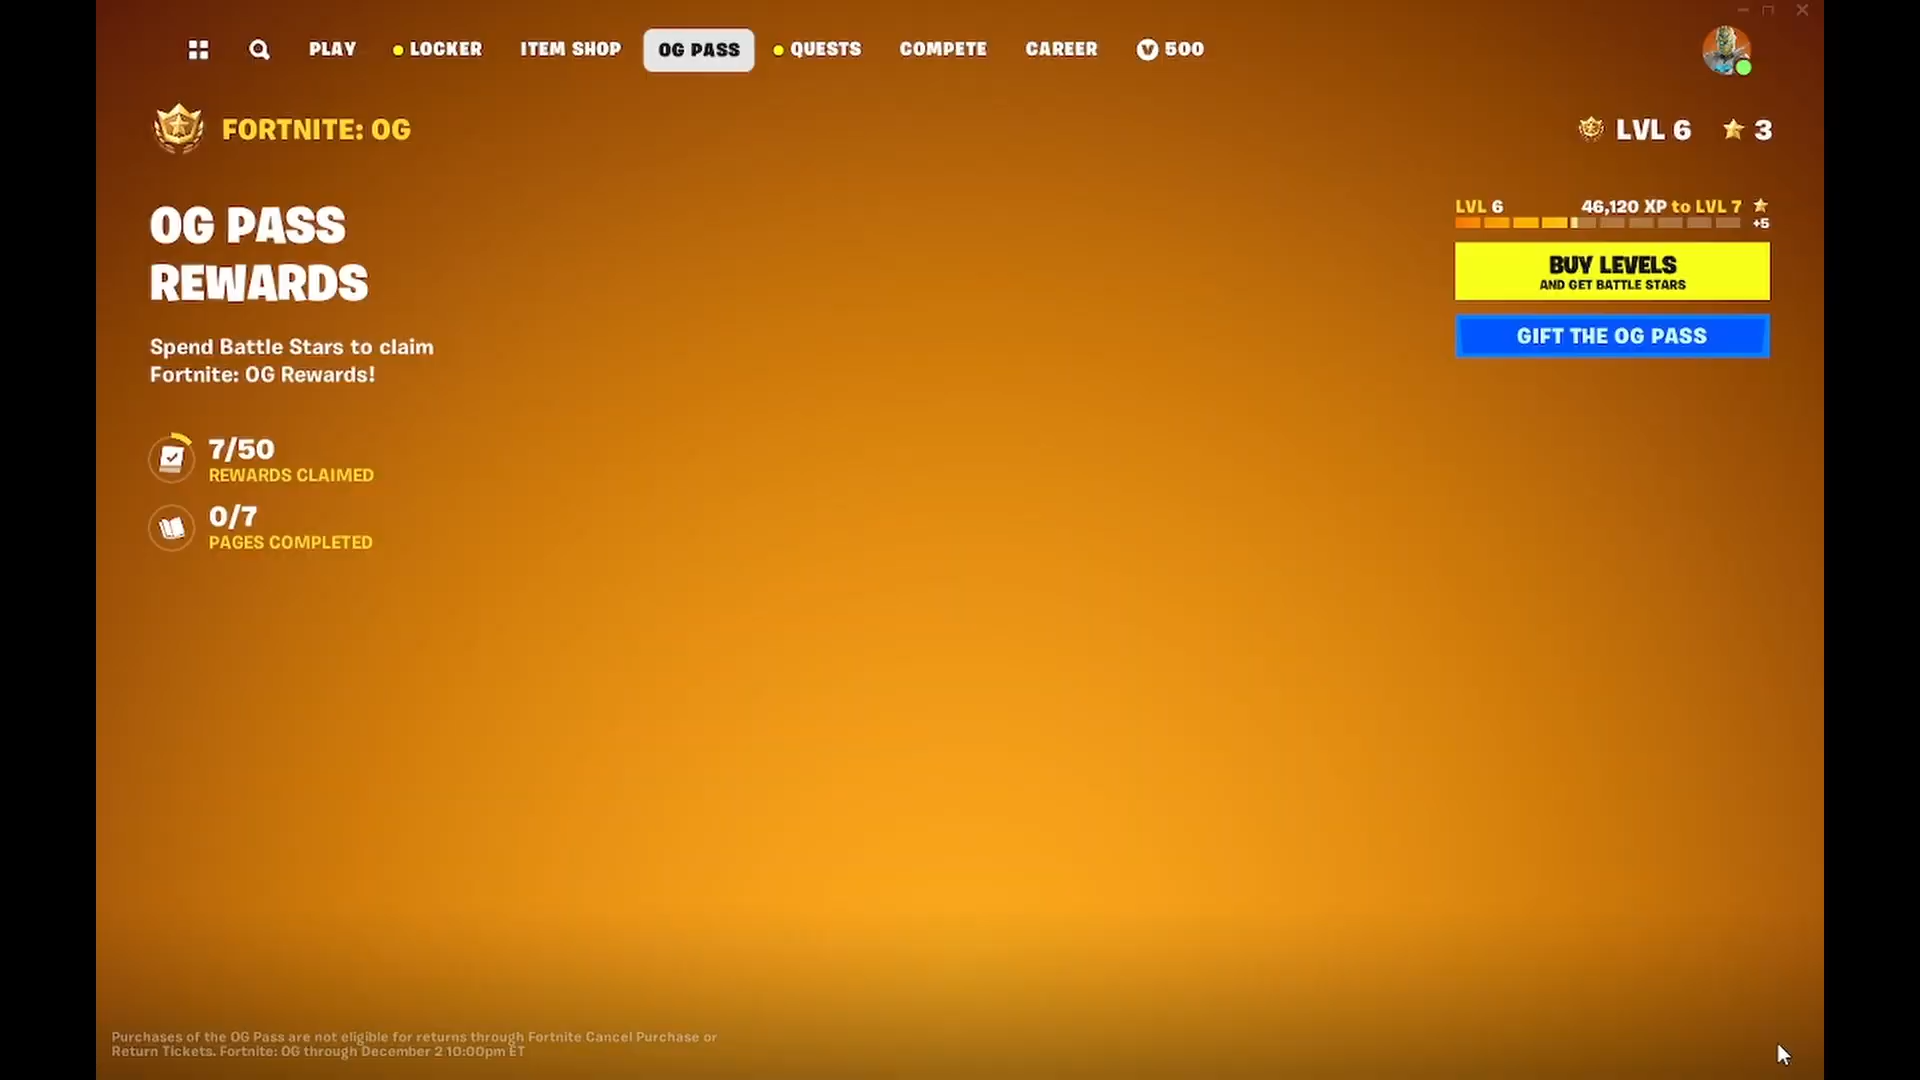 PLAY LOCKER ITEM SHOP OG PASS QUESTS COMPETE CAREER V 500
FORTNITE: OG
LVL 6 3
OG PASS
REWARDS
Spend Battle Stars to claim
Fortnite: OG Rewards!
7/50
REWARDS CLAIMED
0/7
PAGES COMPLETED
LVL 6 46,120 XP to LVL 7
+5
BUY LEVELS
AND GET BATTLE STARS
GIFT THE OG PASS
Purchases of the OG Pass are not eligible for returns through Fortnite Cancel Purchase or
Return Tickets. Fortnite: OG through December 2 10:00pm ET